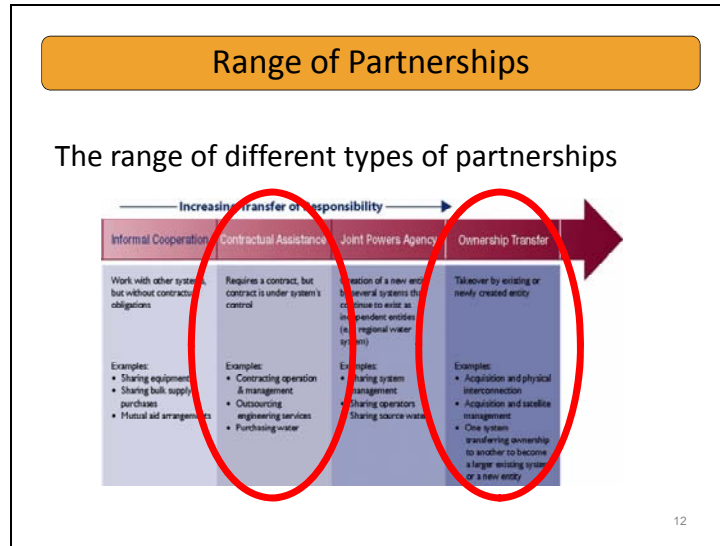 Range of Partnerships
The range of different types of partnerships
Increasing Transfer of Responsibility
Informal Cooperation
Contractual Assistance
Joint Powers Agency
Ownership Transfer
Work with other systems,
but without contractual
obligations
Examples:
• Sharing equipment
• Sharing bulk supply
purchases
• Mutual aid arrangements
Requires a contract, but
contract is under system's
control
Examples:
• Contracting operation
& management
• Outsourcing
engineering services
• Purchasing water
Creation of a new entity
by several systems that
continue to exist as
independent entities
(e.g. regional water
system)
Examples:
• Sharing system
management
• Sharing operators
Sharing source water
Takeover by existing or
newly created entity
Examples:
• Acquisition and physical
interconnection
• Acquisition and satellite
management
• One system
transferring ownership
to another to become
a larger existing system
or a new entity
12